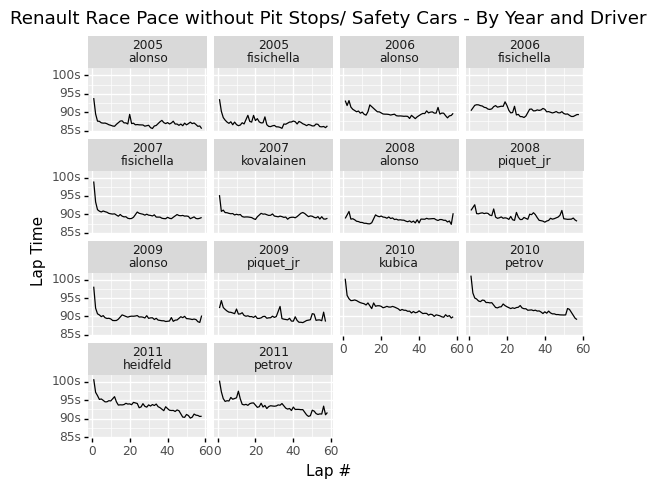 Renault Race Pace without Pit Stops/ Safety Cars - By Year and Driver
2005
alonso
2005
fisichella
2006
alonso
2006
fisichella
100s
95s
90s
85s
2007
fisichella
2007
kovalainen
2008
alonso
2008
piquet_jr
100s
95s
90s
85s
2009
alonso
2009
piquet_jr
2010
kubica
2010
petrov
100s
95s
90s
85s
0 20 40 60 0 20 40 60
2011
heidfeld
2011
petrov
100s
95s
90s
85s
0 20 40 60 0 20 40 60
Lap Time
Lap #